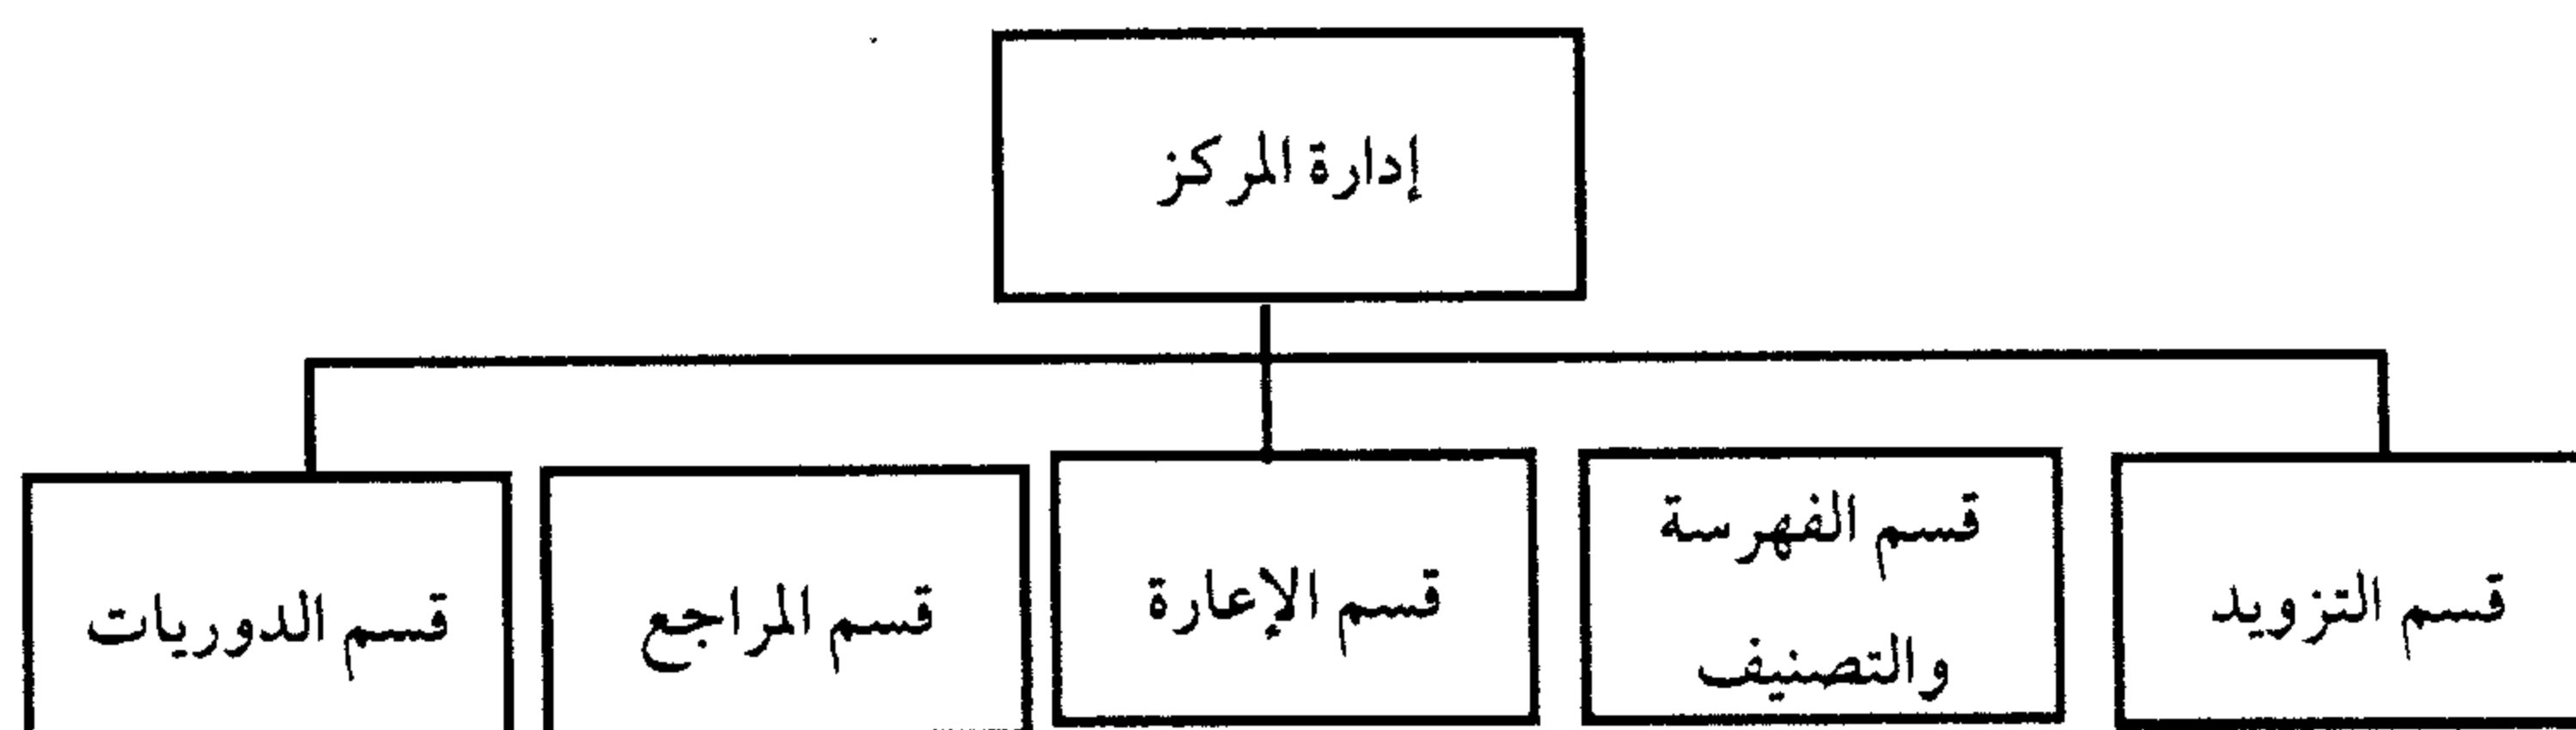 إدارة المركز
قسم التزويد
قسم الفهرسة
والتصنيف
قسم الإعارة
قسم المراجع
قسم الدوريات